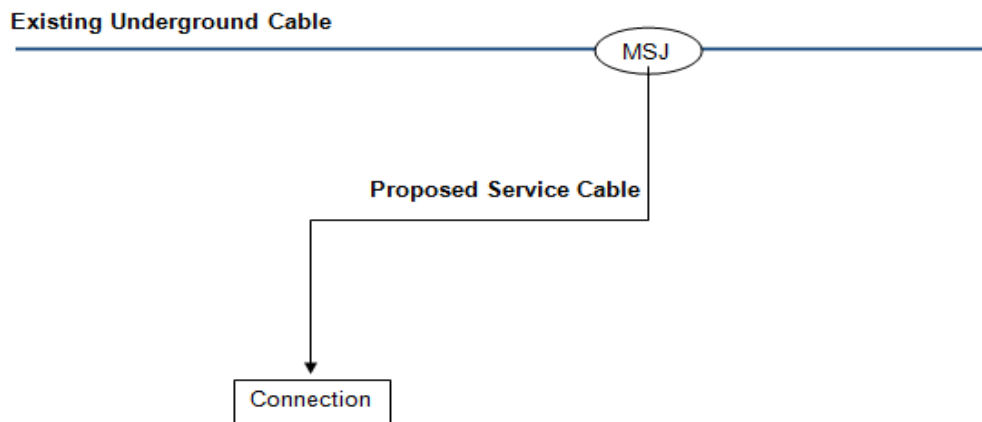 Existing Underground Cable
MSJ
Proposed Service Cable
Connection